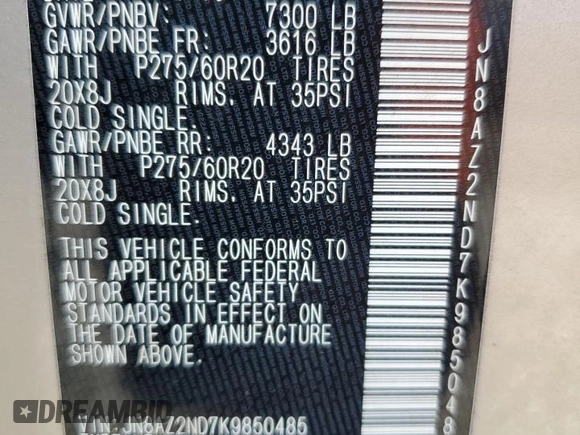 GVWR/PNBV: 7300 LB
GAWR/PNBE FR: 3616 LB
WITH P275/60R20 TIRES
20X8J RIMS. AT 35PSI
COLD SINGLE.
GAWR/PNBE RR: 4343 LB
WITH P275/60R20 TIRES
20X8J RIMS. AT 35PSI
COLD SINGLE.
THIS VEHICLE CONFORMS TO
ALL APPLICABLE FEDERAL
MOTOR VEHICLE SAFETY
STANDARDS IN EFFECT ON
THE DATE OF MANUFACTURE
SHOWN ABOVE.
VIN: JN8AZ2ND7K9850485
JN8AZ2ND7K985048
DREAMBID